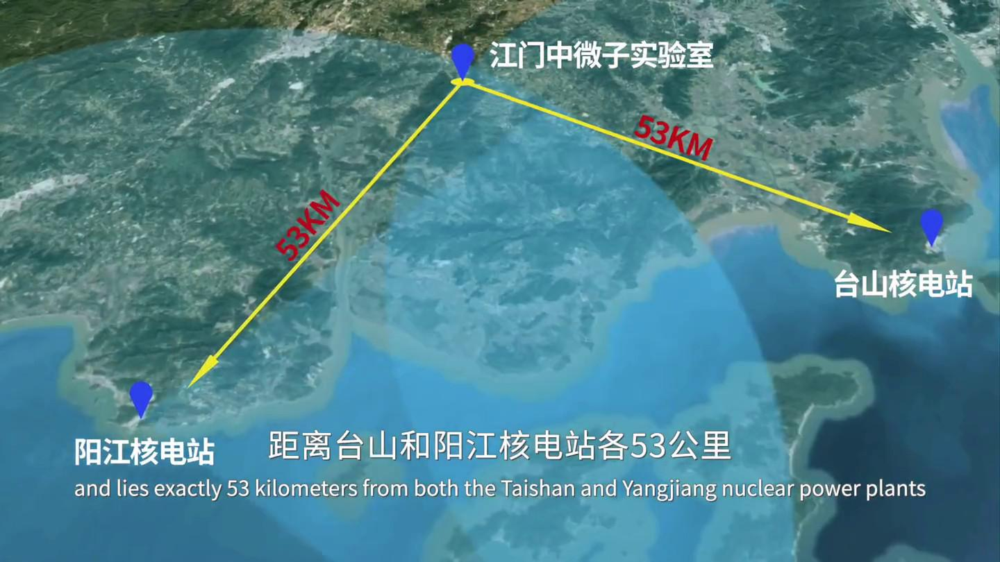 江门中微子实验室
53KM
53KM
台山核电站
阳江核电站
距离台山和阳江核电站各53公里
and lies exactly 53 kilometers from both the Taishan and Yangjiang nuclear power plants